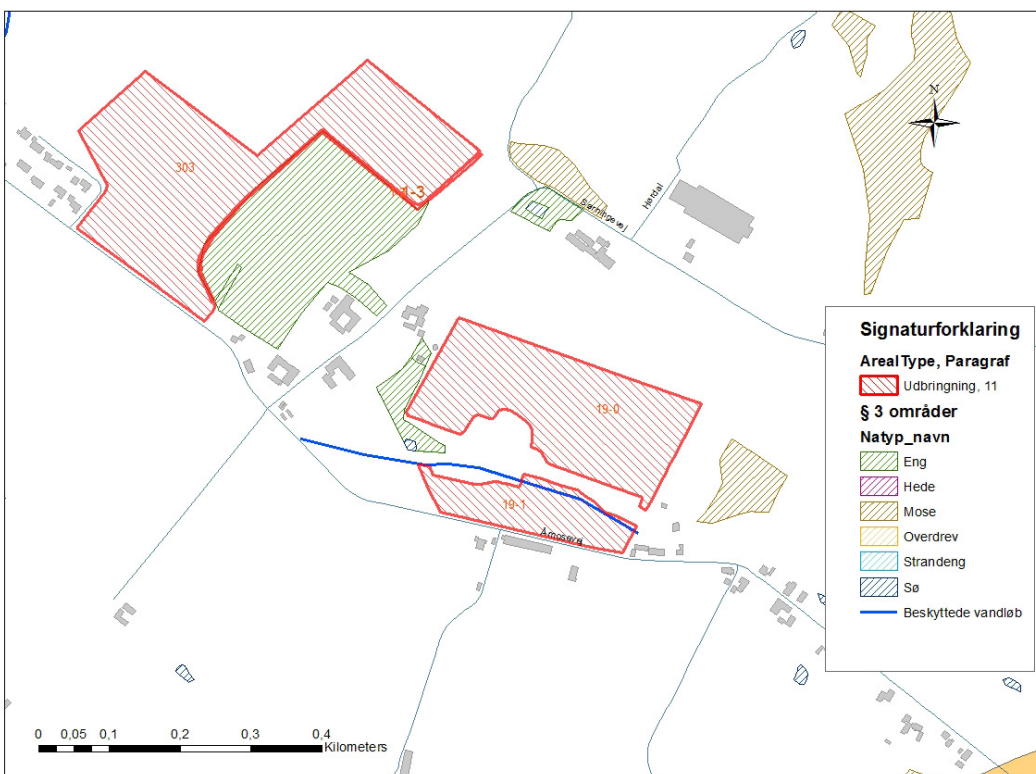 N
303
1-3
Sørningevej
Hørdal
19-0
19-1
Åmosevej
Signaturforklaring
Areal Type, Paragraf
Udbringning, 11
§ 3 områder
Natyp_navn
Eng
Hede
Mose
Overdrev
Strandeng
Sø
Beskyttede vandløb
0 0,05 0,1 0,2 0,3 0,4
Kilometers